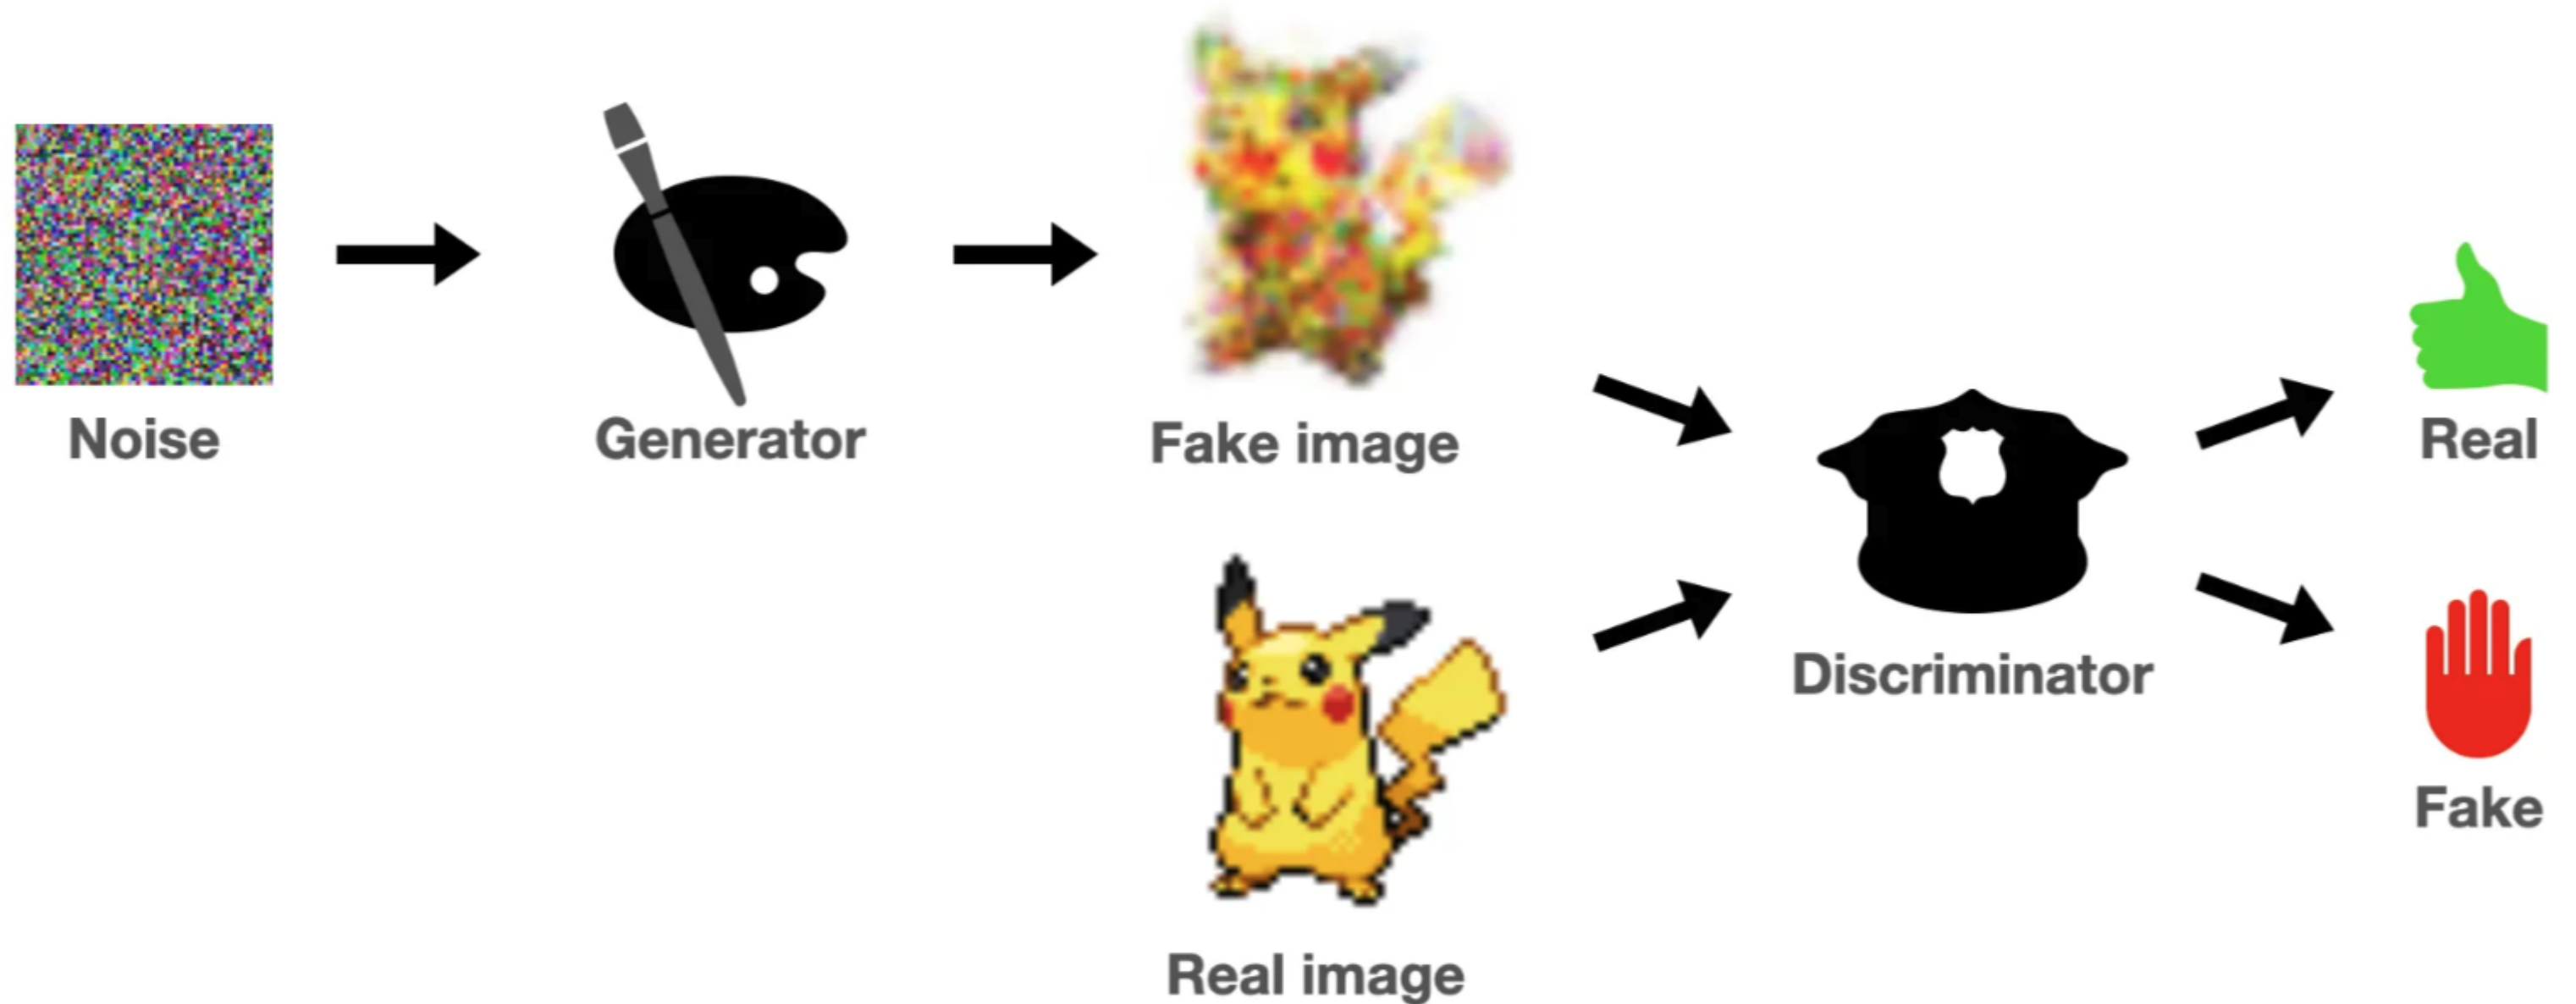 Noise
Generator
Fake image
Real image
Discriminator
Real
Fake